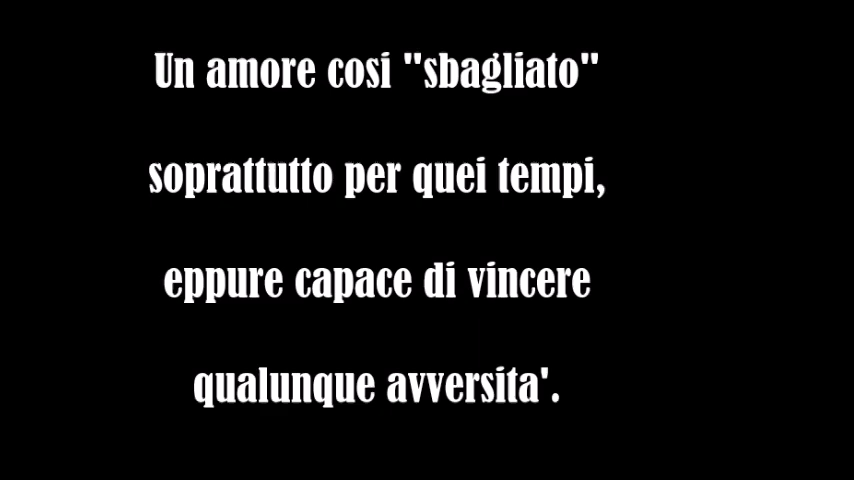 Un amore cosi "sbagliato"
soprattutto per quei tempi,
eppure capace di vincere
qualunque avversita'.